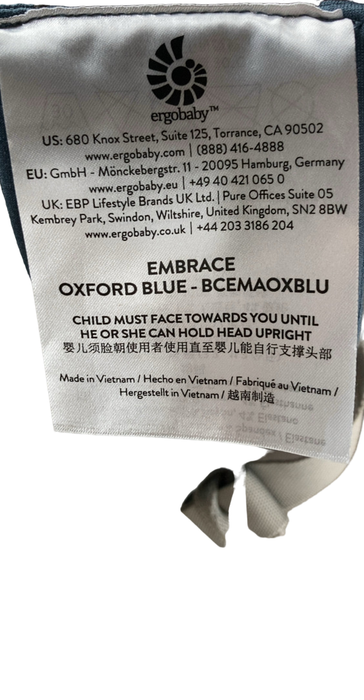 ergobaby™
US: 680 Knox Street, Suite 125, Torrance, CA 90502
www.ergobaby.com | (888) 416-4888
EU: GmbH - Mönckebergstr. 11 - 20095 Hamburg, Germany
www.ergobaby.eu | +49 40 421 065 0
UK: EBP Lifestyle Brands UK Ltd. | Pure Offices Suite 05
Kembrey Park, Swindon, Wiltshire, United Kingdom, SN2 8BW
www.ergobaby.co.uk | +44 203 3186 204
EMBRACE
OXFORD BLUE - BCEMAOXBLU
CHILD MUST FACE TOWARDS YOU UNTIL
HE OR SHE CAN HOLD HEAD UPRIGHT
婴儿须脸朝使用者使用直至婴儿能自行支撑头部
Made in Vietnam / Hecho en Vietnam / Fabriqué au Vietnam /
Hergestellt in Vietnam / 越南制造